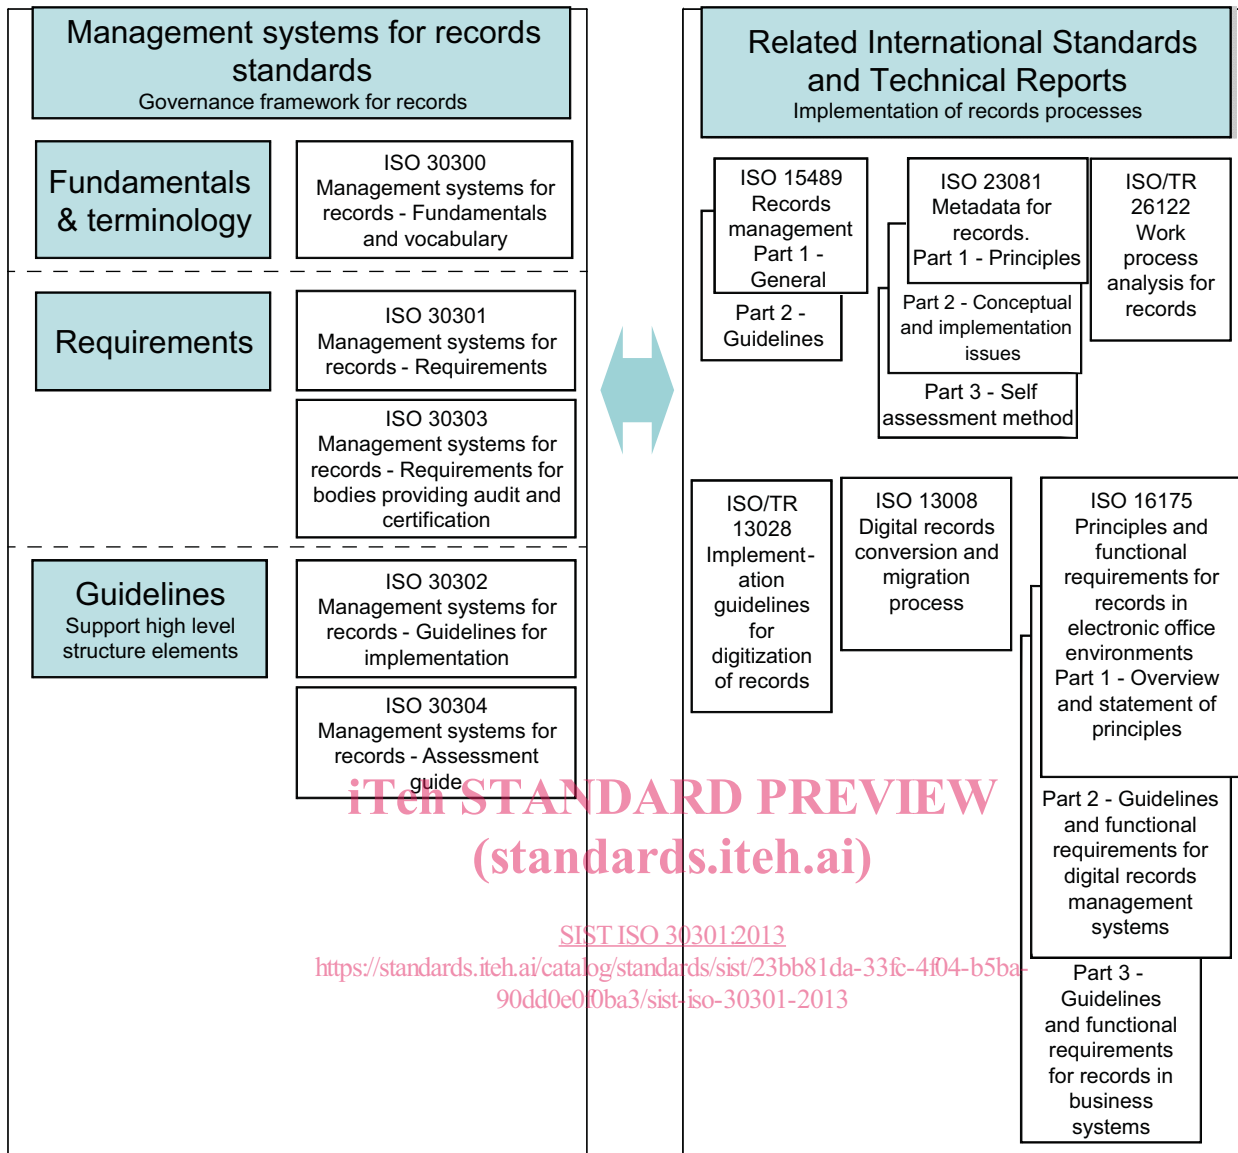 Management systems for records
standards
Governance framework for records
Fundamentals
& terminology
ISO 30300
Management systems for
records - Fundamentals
and vocabulary
Requirements
ISO 30301
Management systems for
records - Requirements
ISO 30303
Management systems for
records - Requirements for
bodies providing audit and
certification
Guidelines
Support high level
structure elements
ISO 30302
Management systems for
records - Guidelines for
implementation
ISO 30304
Management systems for
records - Assessment
guide
Related International Standards
and Technical Reports
Implementation of records processes
ISO 15489
Records
management
Part 1 -
General
Part 2 -
Guidelines
ISO 23081
Metadata for
records.
Part 1 - Principles
Part 2 - Conceptual
and implementation
issues
Part 3 - Self
assessment method
ISO/TR
26122
Work
process
analysis for
records
ISO/TR
13028
Implement-
ation
guidelines
for
digitization
of records
ISO 13008
Digital records
conversion and
migration
process
ISO 16175
Principles and
functional
requirements for
records in
electronic office
environments
Part 1 - Overview
and statement of
principles
Part 2 - Guidelines
and functional
requirements for
digital records
management
systems
Part 3 -
Guidelines
and functional
requirements
for records in
business
systems
iTeh STANDARD PREVIEW
(standards.iteh.ai)
SIST ISO 30301:2013
https://standards.iteh.ai/catalog/standards/sist/23bb81da-33fc-4f04-b5ba-
90dd0e0f0ba3/sist-iso-30301-2013